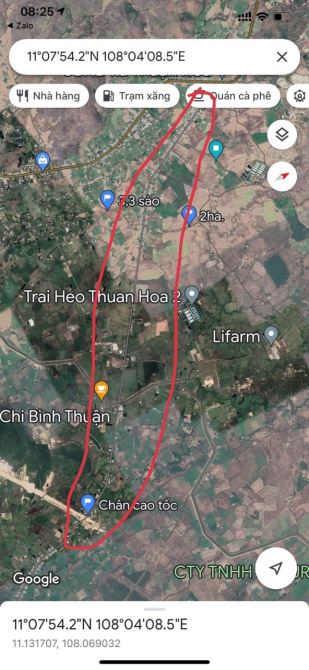 08:25
Zalo
11°07'54.2"N 108°04'08.5"E
Nhà hàng
Trạm xăng
Quán cà phê
3,3 sào
2ha.
Trai Heo Thuan Hoa 2
Lifarm
Chi Bình Thuận
Chân cao tốc
Google
CTY TNHH
11°07'54.2"N 108°04'08.5"E
11.131707, 108.069032